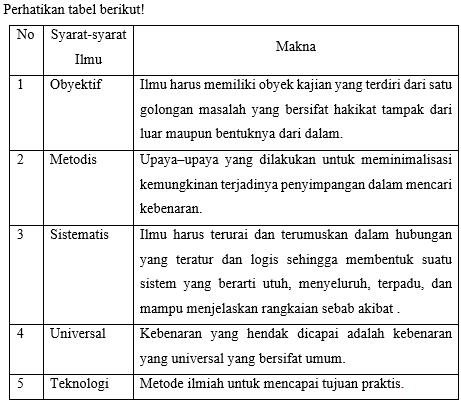 Perhatikan tabel berikut!
No Syarat-syarat Ilmu Makna
1 Obyektif Ilmu harus memiliki obyek kajian yang terdiri dari satu
golongan masalah yang bersifat hakikat tampak dari
luar maupun bentuknya dari dalam.
2 Metodis Upaya–upaya yang dilakukan untuk meminimalisasi
kemungkinan terjadinya penyimpangan dalam mencari
kebenaran.
3 Sistematis Ilmu harus terurai dan terumuskan dalam hubungan
yang teratur dan logis sehingga membentuk suatu
sistem yang berarti utuh, menyeluruh, terpadu, dan
mampu menjelaskan rangkaian sebab akibat .
4 Universal Kebenaran yang hendak dicapai adalah kebenaran
yang universal yang bersifat umum.
5 Teknologi Metode ilmiah untuk mencapai tujuan praktis.